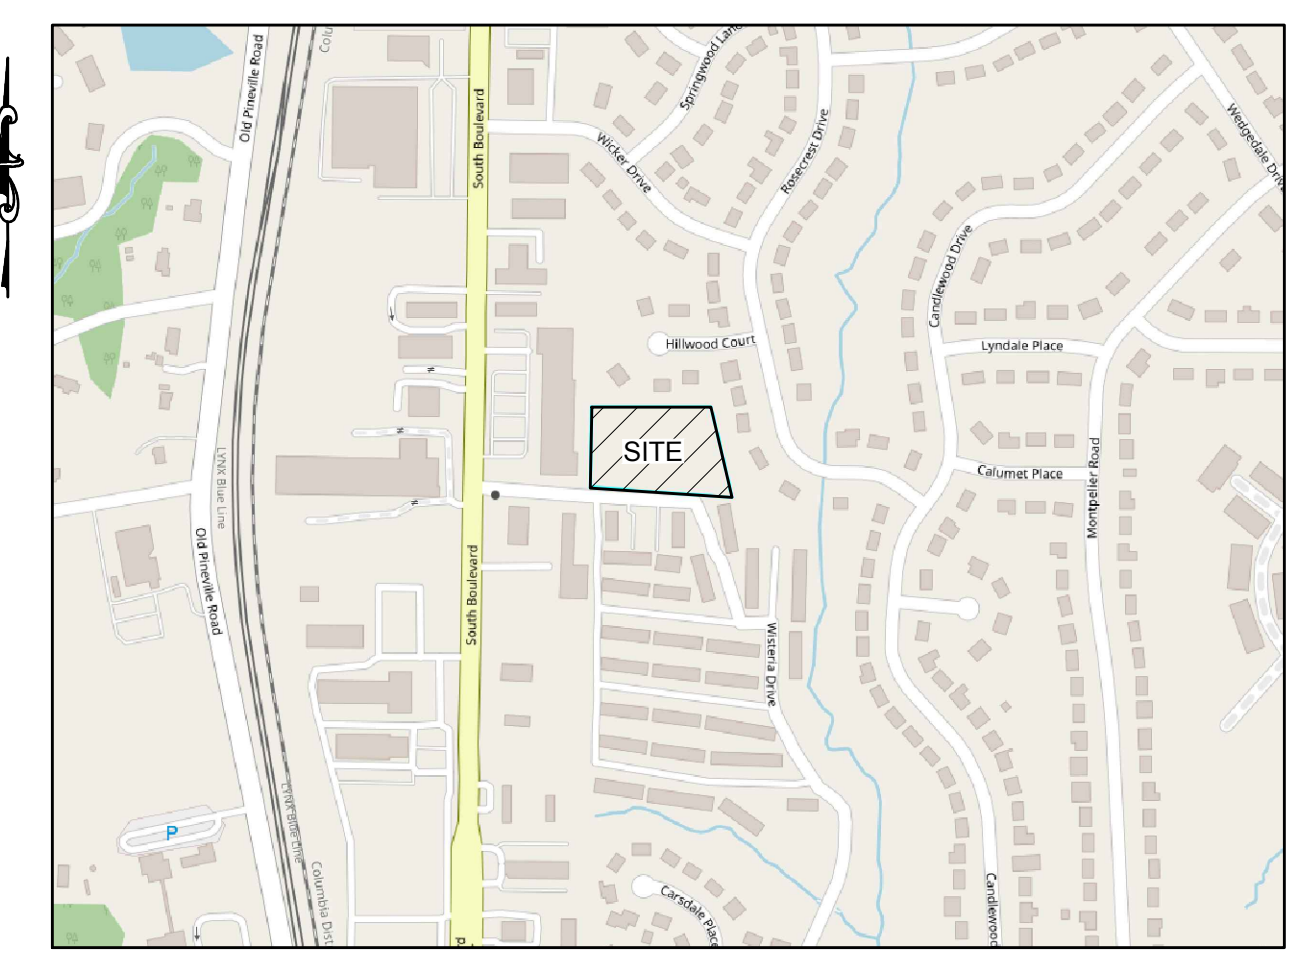 Old Pineville Road
Colu
South Boulevard
Springwood Lane
Wicker Drive
Rosecrest Drive
Wedgedale Driv
Candlewood Drive
Hillwood Court
Lyndale Place
SITE
Calumet Place
Montpelier Road
LYNX Blue Line
Old Pineville Road
South Boulevard
Wisteria Drive
LYNX Blue Line
P
Columbia Dist
Candlewood
Carsdale Place